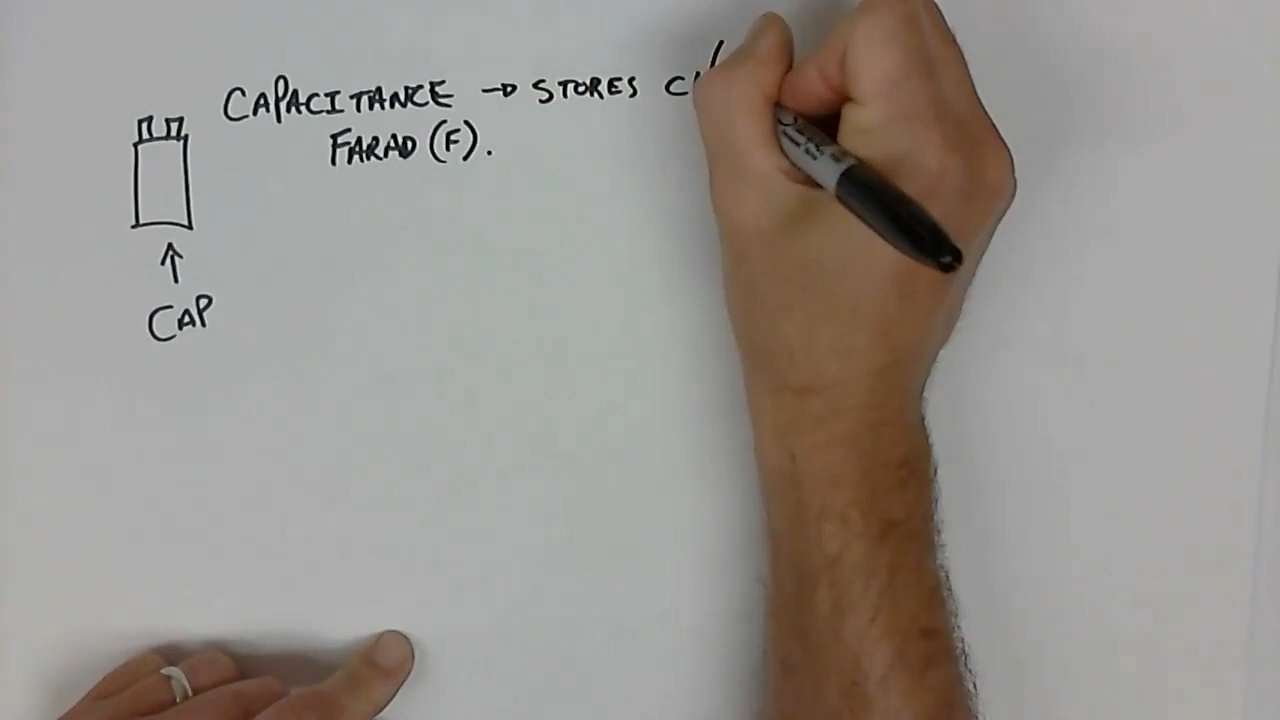 CAPACITANCE → STORES
FARAD (F).
CAP